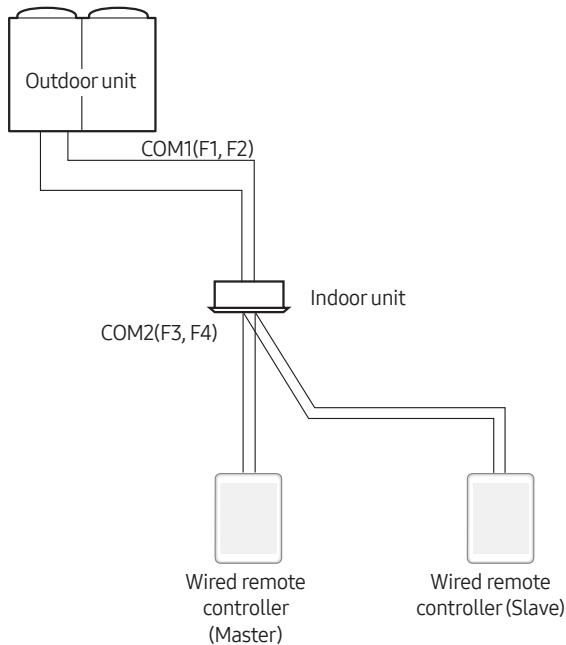 Outdoor unit
COM1(F1, F2)
Indoor unit
COM2(F3, F4)
Wired remote
controller
(Master)
Wired remote
controller (Slave)